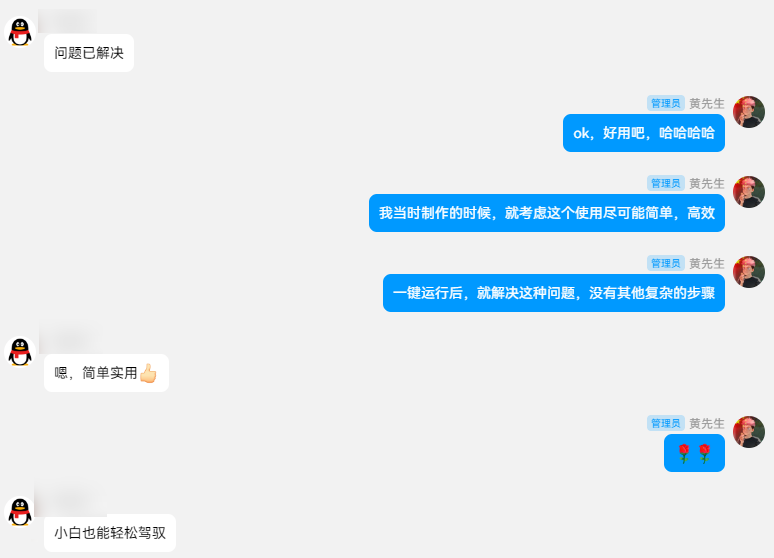 问题已解决
管理员 黄先生
ok，好用吧，哈哈哈哈
管理员 黄先生
我当时制作的时候，就考虑这个使用尽可能简单，高效
管理员 黄先生
一键运行后，就解决这种问题，没有其他复杂的步骤
嗯，简单实用👍
管理员 黄先生
🌹🌹
小白也能轻松驾驭